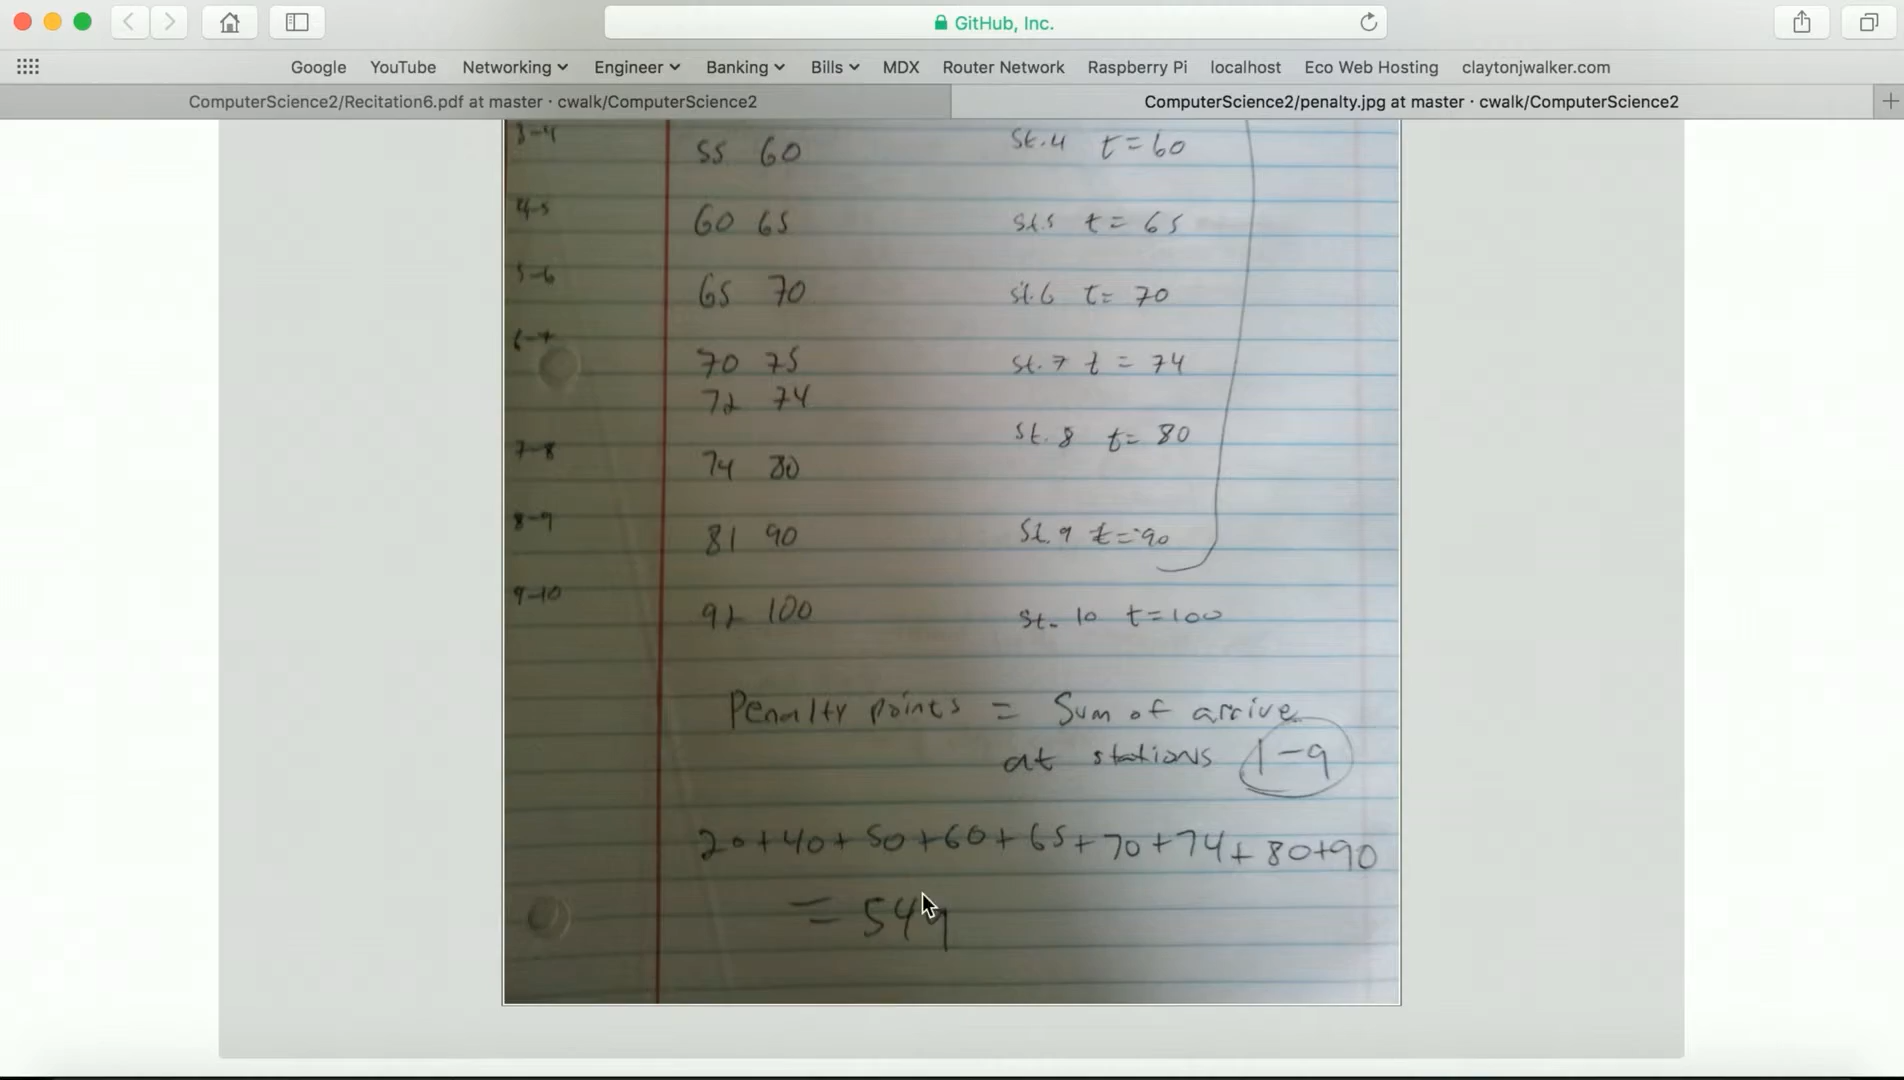 GitHub, Inc.
Google YouTube Networking Engineer Banking Bills MDX Router Network Raspberry Pi localhost Eco Web Hosting claytonjwalker.com
ComputerScience2/Recitation6.pdf at master · cwalk/ComputerScience2
ComputerScience2/penalty.jpg at master · cwalk/ComputerScience2
3-4 55 60 St.4 t=60
4-5 60 65 St.5 t=65
5-6 65 70 st.6 t=70
6-7 70 75 st.7 t=74
72 74
7-8 74 80 St.8 t=80
8-9 81 90 St.9 t=90
9-10 92 100 St. 10 t=100
Penalty points = Sum of arrive
at stations 1-9
20+40+50+60+65+70+74+80+90
=549